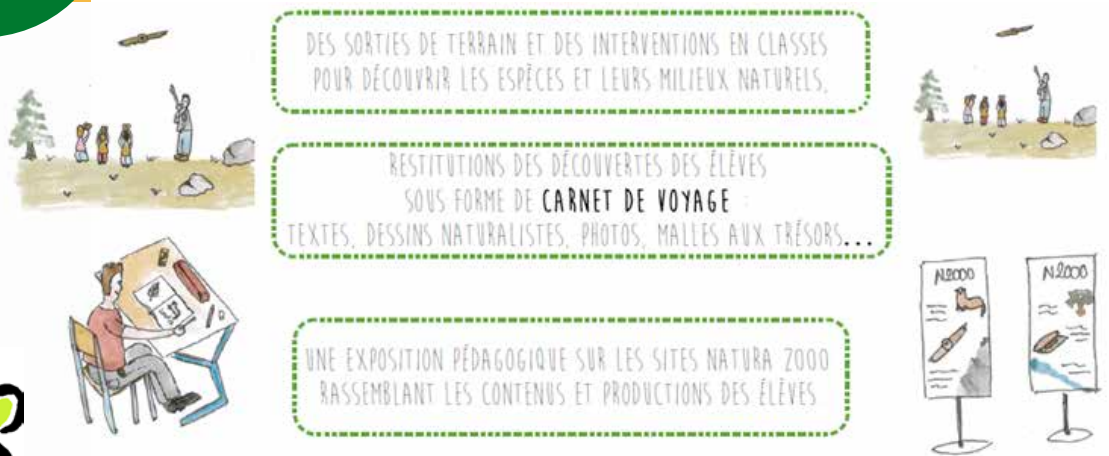 DES SORTIES DE TERRAIN ET DES INTERVENTIONS EN CLASSES
POUR DÉCOUVRIR LES ESPÈCES ET LEURS MILIEUX NATURELS,
RESTITUTIONS DES DÉCOUVERTES DES ÉLÈVES
SOUS FORME DE CARNET DE VOYAGE :
TEXTES, DESSINS NATURALISTES, PHOTOS, MALLES AUX TRÉSORS...
N2000
N2000
UNE EXPOSITION PÉDAGOGIQUE SUR LES SITES NATURA 2000
RASSEMBLANT LES CONTENUS ET PRODUCTIONS DES ÉLÈVES